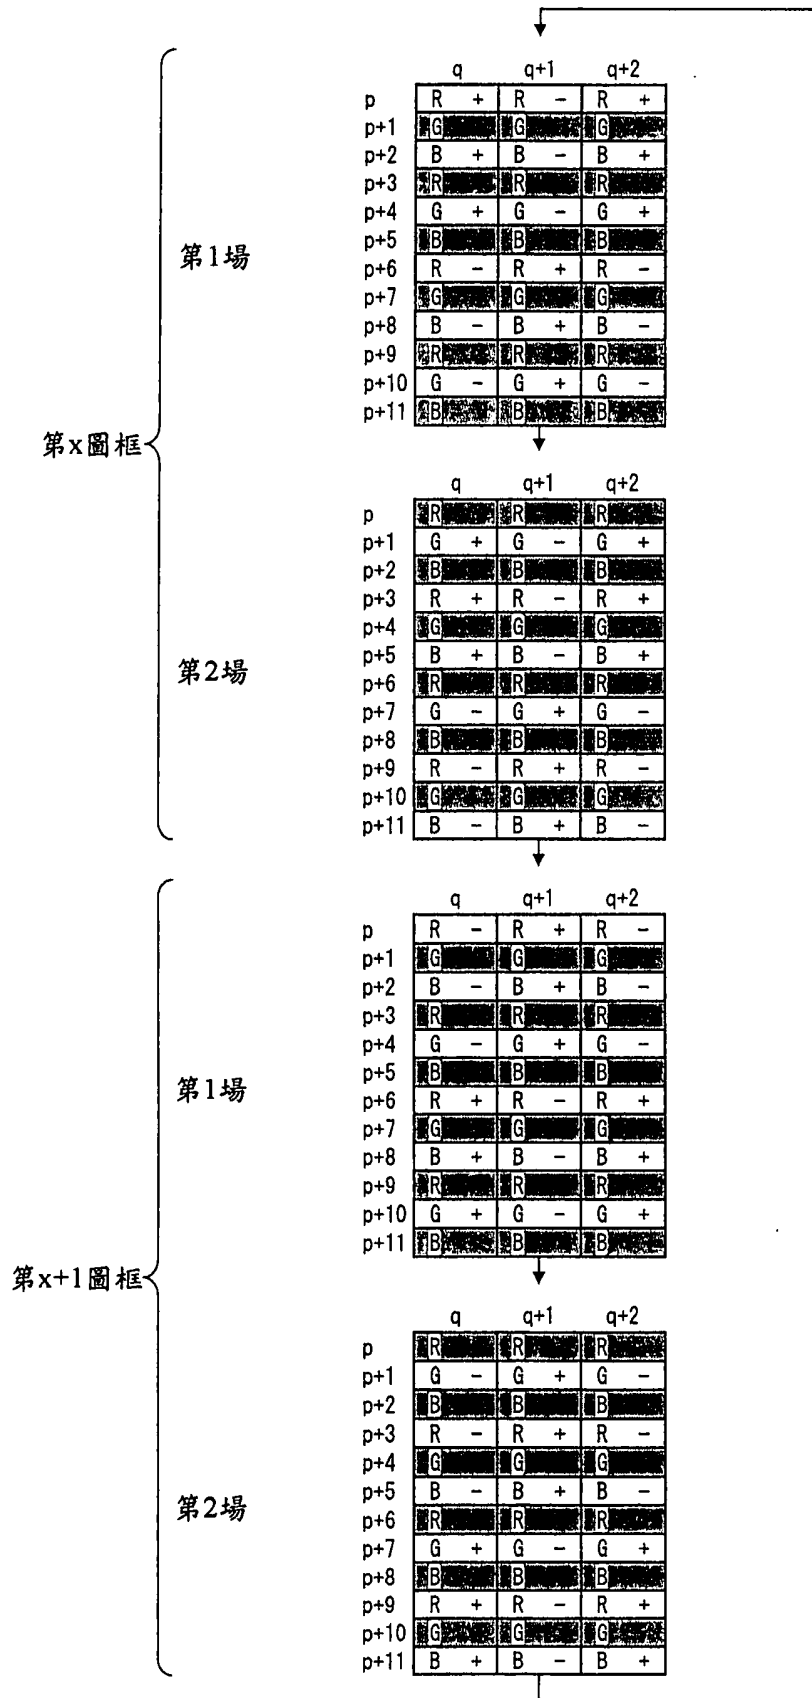 第x圖框
第1場
q q+1 q+2
p R + R - R +
p+1 G G G
p+2 B + B - B +
p+3 R R R
p+4 G + G - G +
p+5 B B B
p+6 R - R + R -
p+7 G G G
p+8 B - B + B -
p+9 R R R
p+10 G - G + G -
p+11 B B B
第2場
q q+1 q+2
p R R R
p+1 G + G - G +
p+2 B B B
p+3 R + R - R +
p+4 G G G
p+5 B + B - B +
p+6 R R R
p+7 G - G + G -
p+8 B B B
p+9 R - R + R -
p+10 G G G
p+11 B - B + B -
第x+1圖框
第1場
q q+1 q+2
p R - R + R -
p+1 G G G
p+2 B - B + B -
p+3 R R R
p+4 G - G + G -
p+5 B B B
p+6 R + R - R +
p+7 G G G
p+8 B + B - B +
p+9 R R R
p+10 G + G - G +
p+11 B B B
第2場
q q+1 q+2
p R R R
p+1 G - G + G -
p+2 B B B
p+3 R - R + R -
p+4 G G G
p+5 B - B + B -
p+6 R R R
p+7 G + G - G +
p+8 B B B
p+9 R + R - R +
p+10 G G G
p+11 B + B - B +